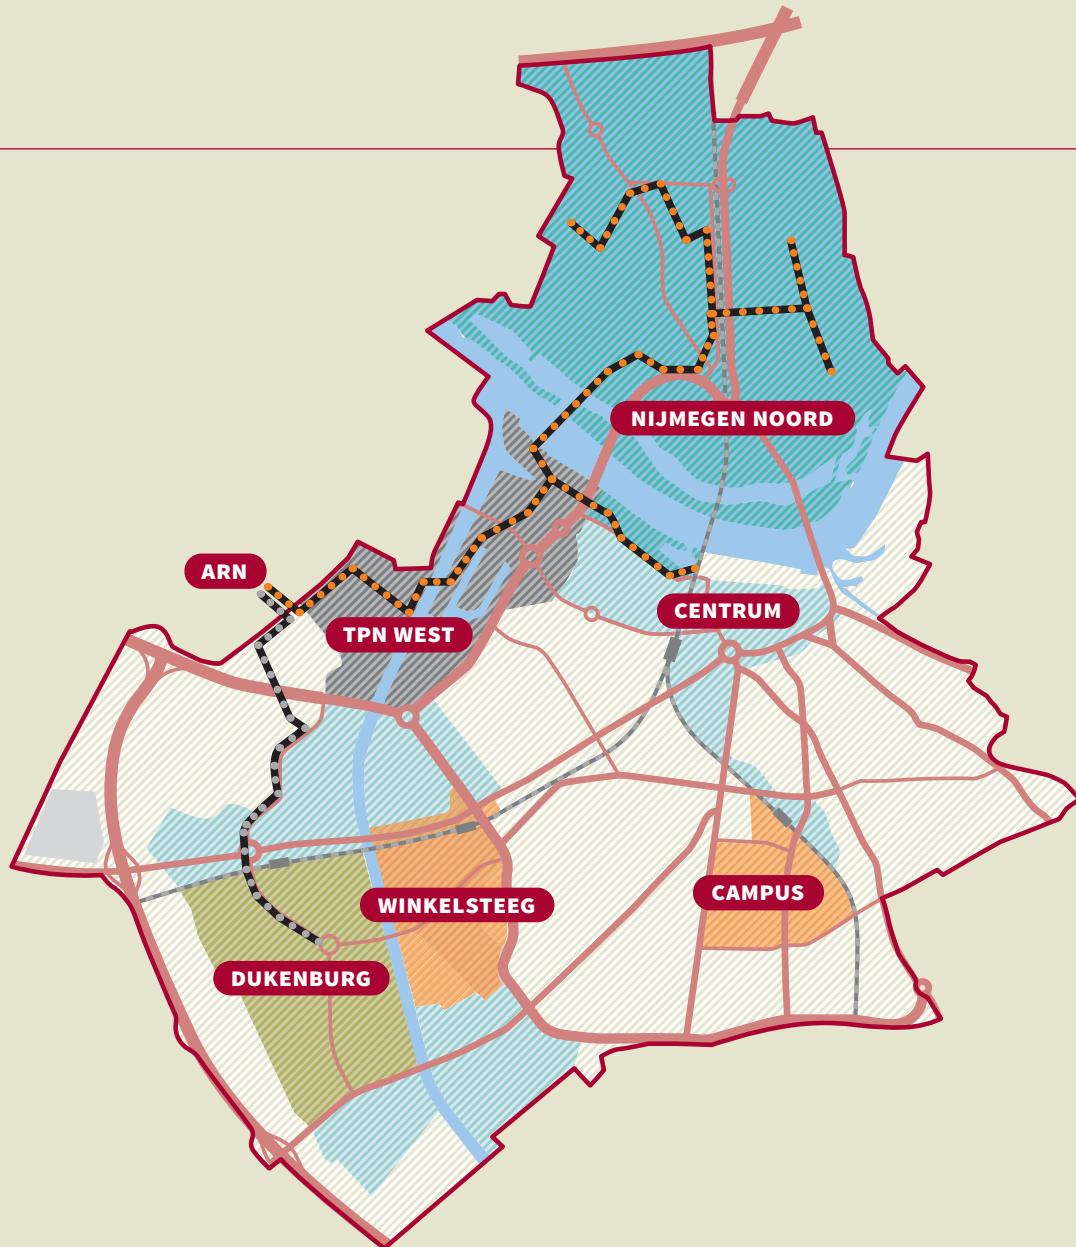 NIJMEGEN NOORD
ARN
CENTRUM
TPN WEST
CAMPUS
WINKELSTEEG
DUKENBURG